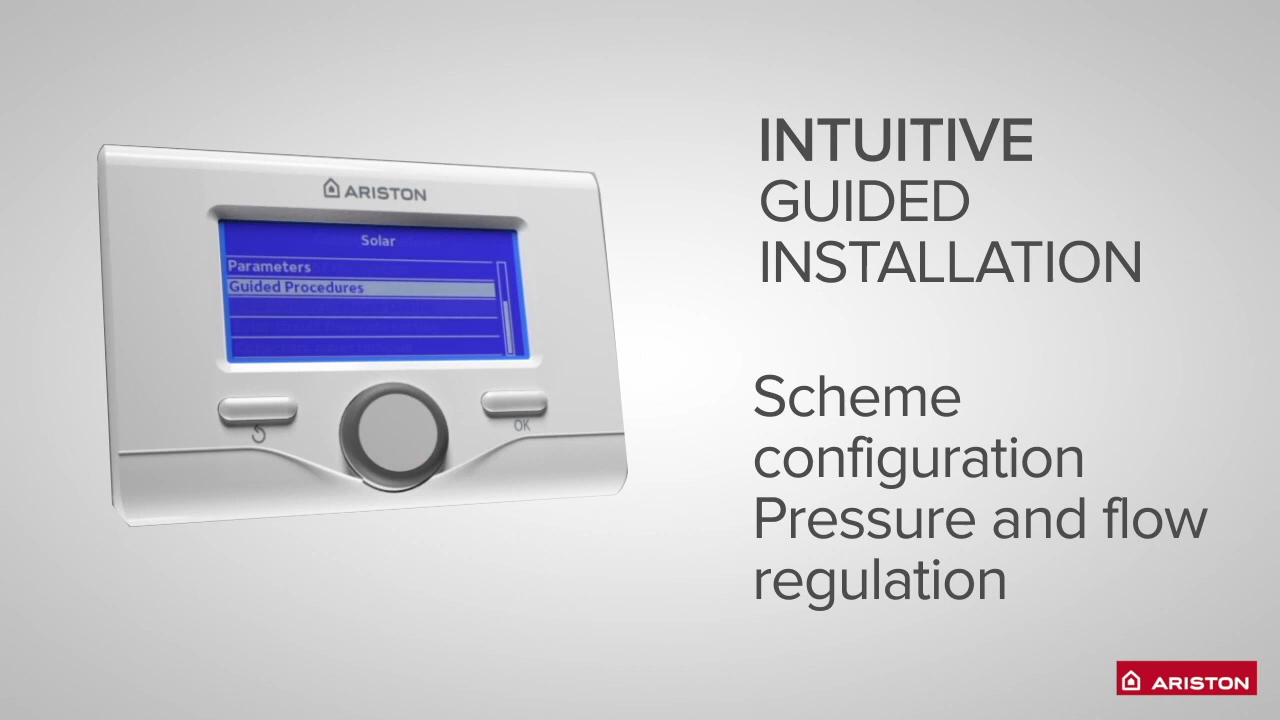 ARISTON
Solar
Parameters
Guided Procedures
OK
INTUITIVE
GUIDED
INSTALLATION
Scheme
configuration
Pressure and flow
regulation
ARISTON